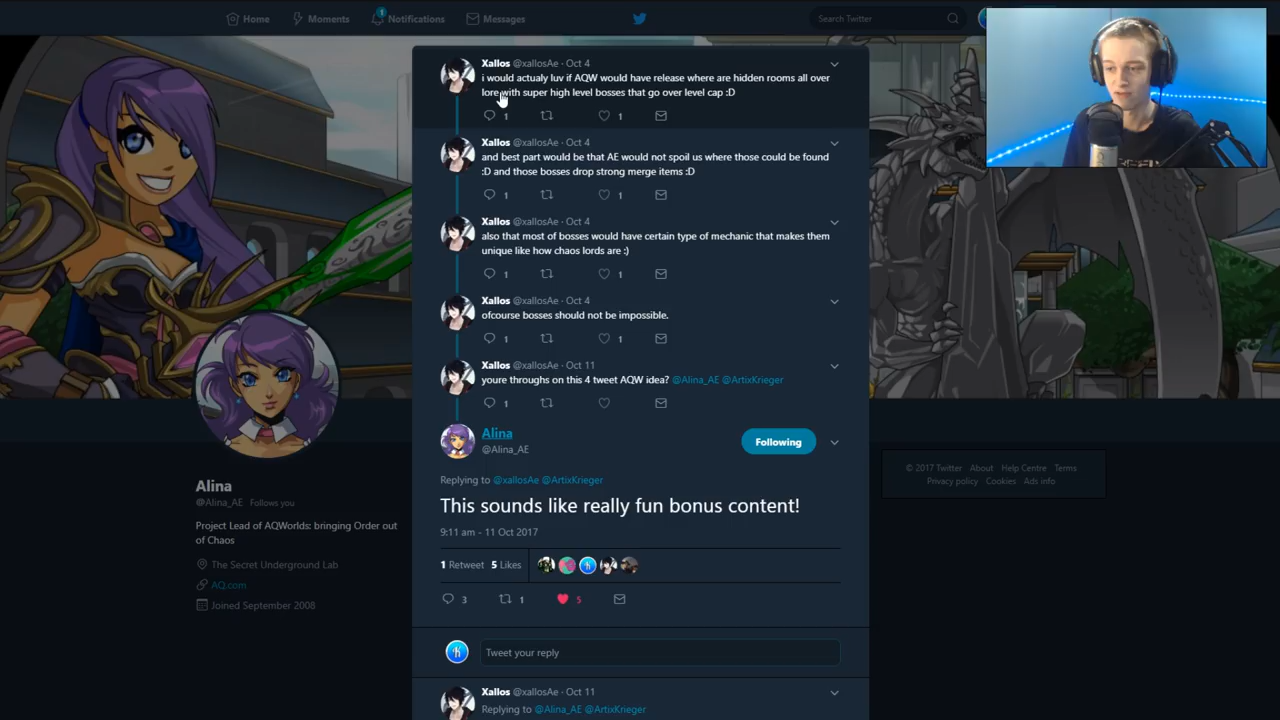 Home Moments 1 Notifications Messages Search Twitter
Xallos @xallosAe · Oct 4
i would actualy luv if AQW would have release where are hidden rooms all over
lore with super high level bosses that go over level cap :D
1 1
Xallos @xallosAe · Oct 4
and best part would be that AE would not spoil us where those could be found
:D and those bosses drop strong merge items :D
1 1
Xallos @xallosAe · Oct 4
also that most of bosses would have certain type of mechanic that makes them
unique like how chaos lords are :)
1 1
Xallos @xallosAe · Oct 4
ofcourse bosses should not be impossible.
1 1
Xallos @xallosAe · Oct 11
youre throughs on this 4 tweet AQW idea? @Alina_AE @ArtixKrieger
1
Alina
@Alina_AE
Following
Replying to @xallosAe @ArtixKrieger
This sounds like really fun bonus content!
9:11 am - 11 Oct 2017
1 Retweet 5 Likes
3 1 5
Tweet your reply
Xallos @xallosAe · Oct 11
Replying to @Alina_AE @ArtixKrieger
Alina
@Alina_AE Follows you
Project Lead of AQWorlds: bringing Order out
of Chaos
The Secret Underground Lab
AQ.com
Joined September 2008
© 2017 Twitter About Help Centre Terms
Privacy policy Cookies Ads info